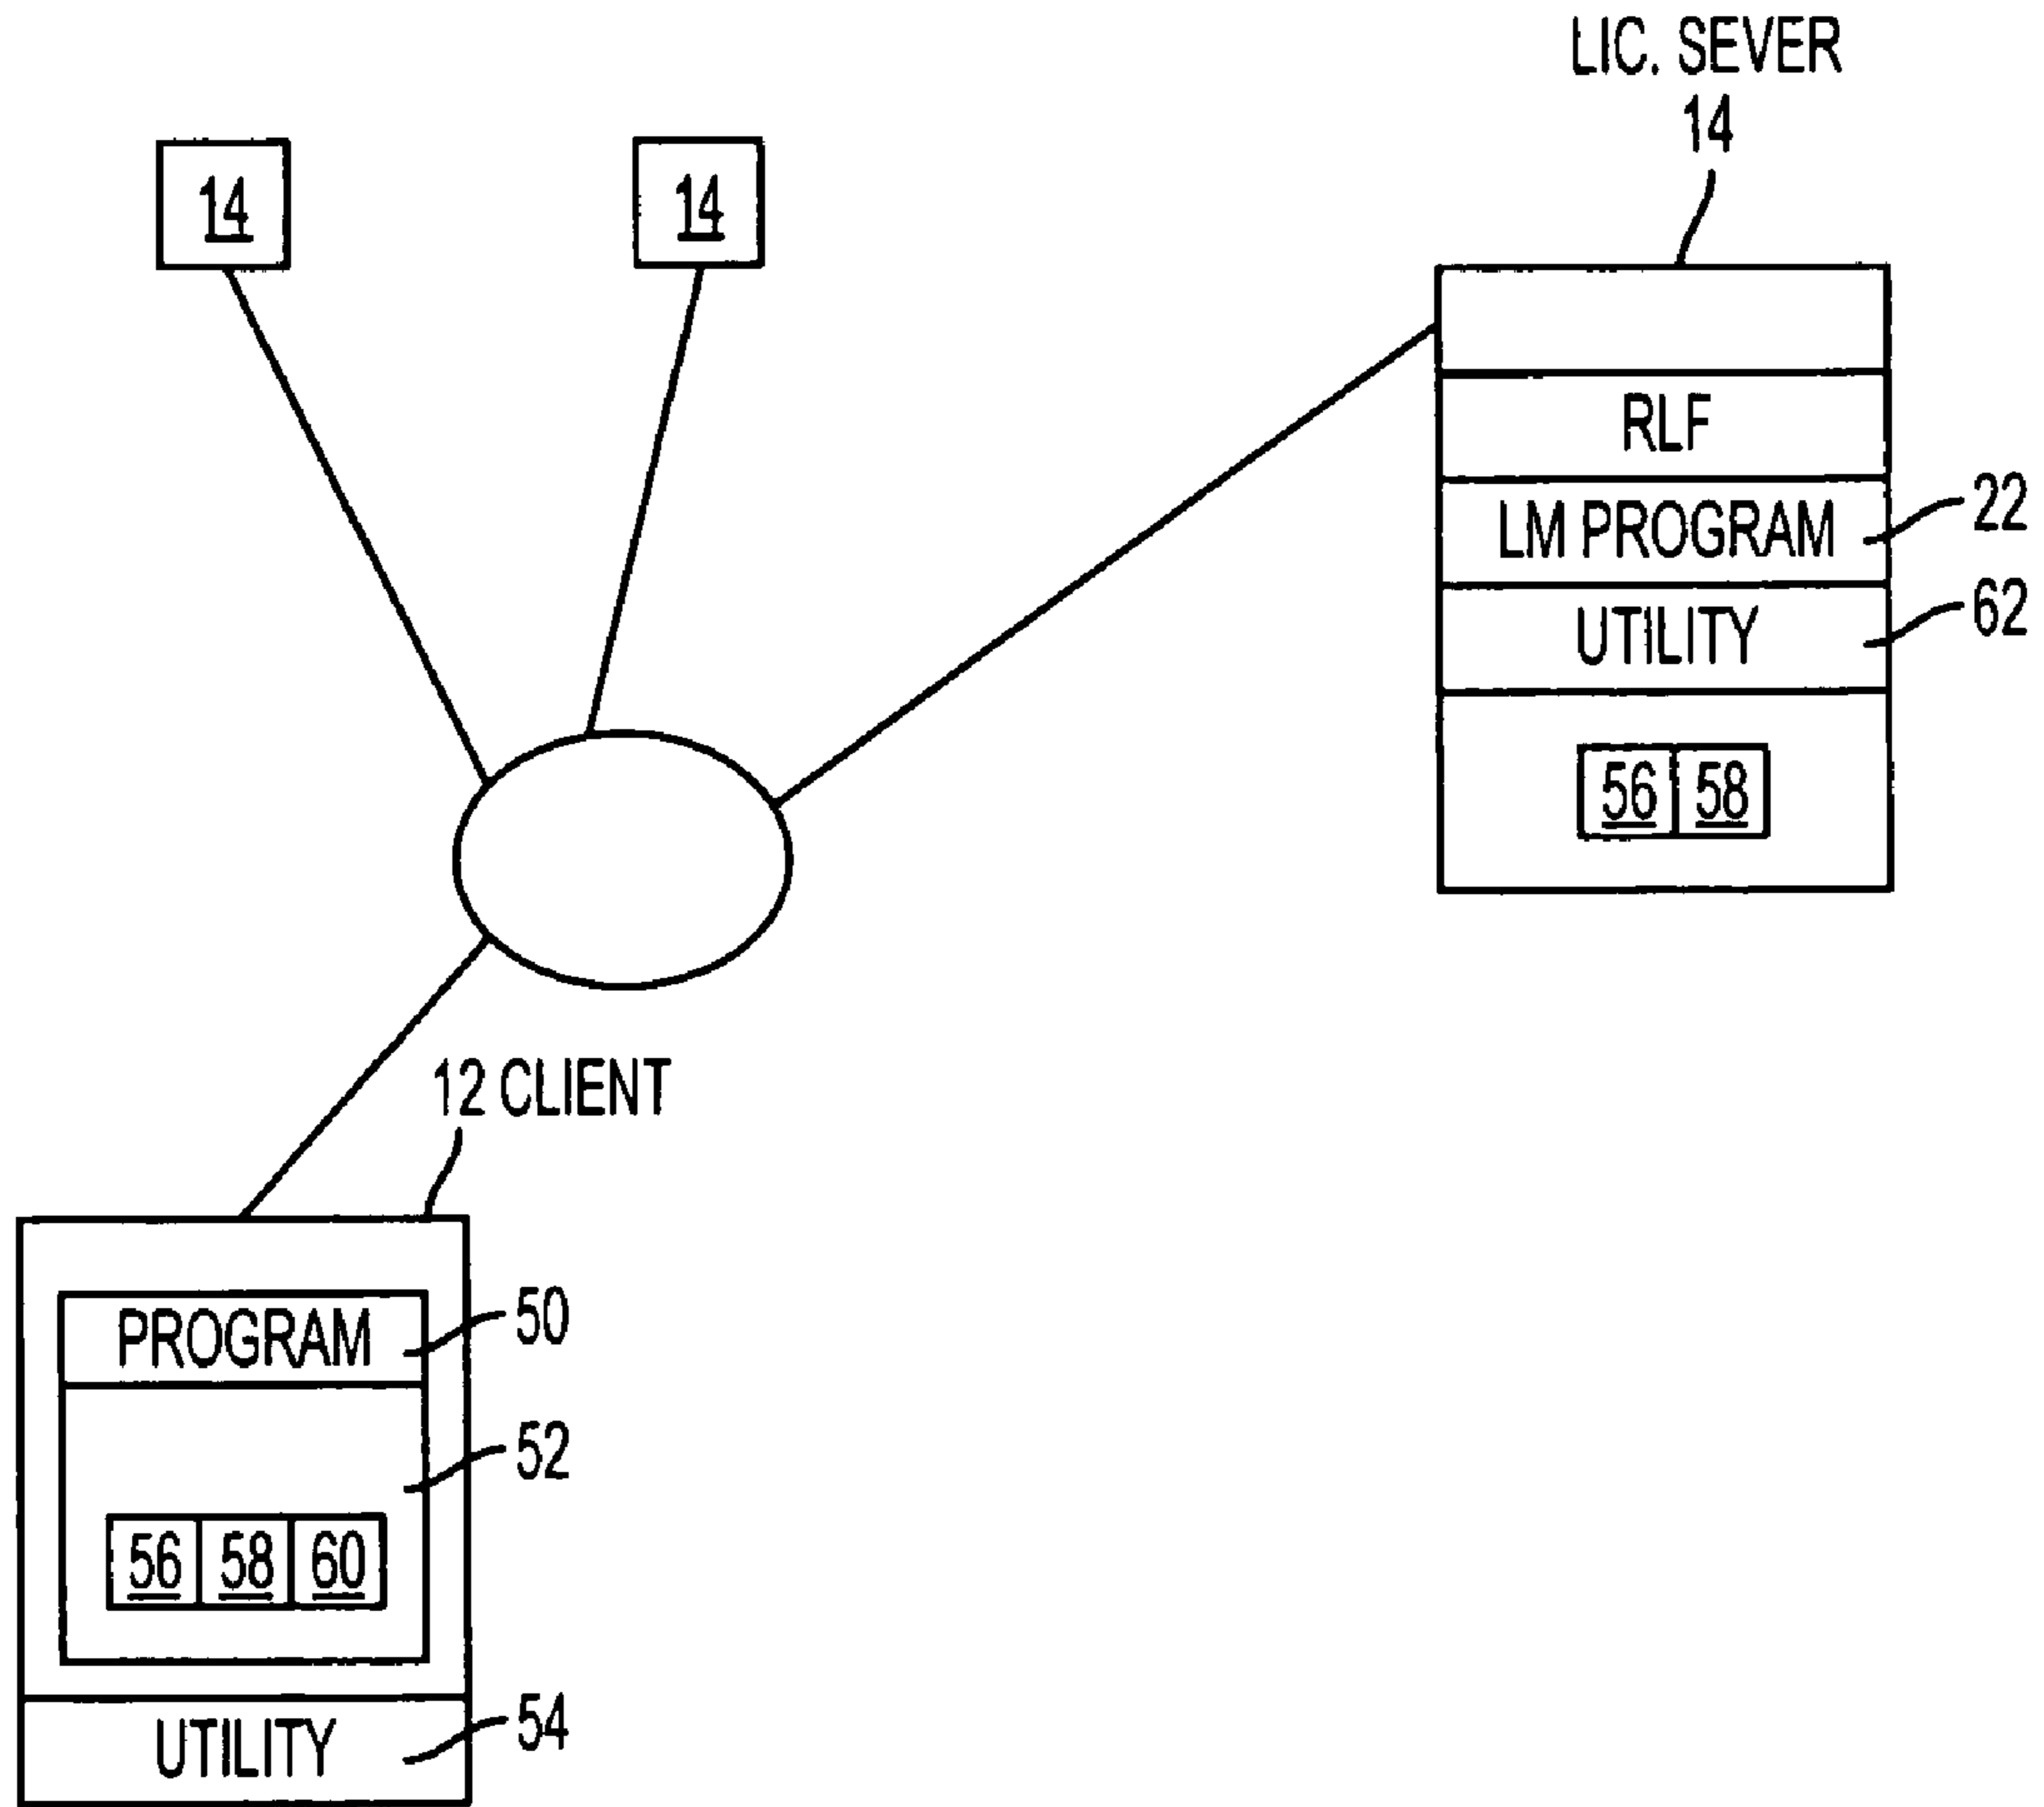 LIC. SEVER
14
14
14
RLF
LM PROGRAM
22
UTILITY
62
56 58
12 CLIENT
PROGRAM
50
52
56 58 60
UTILITY
54